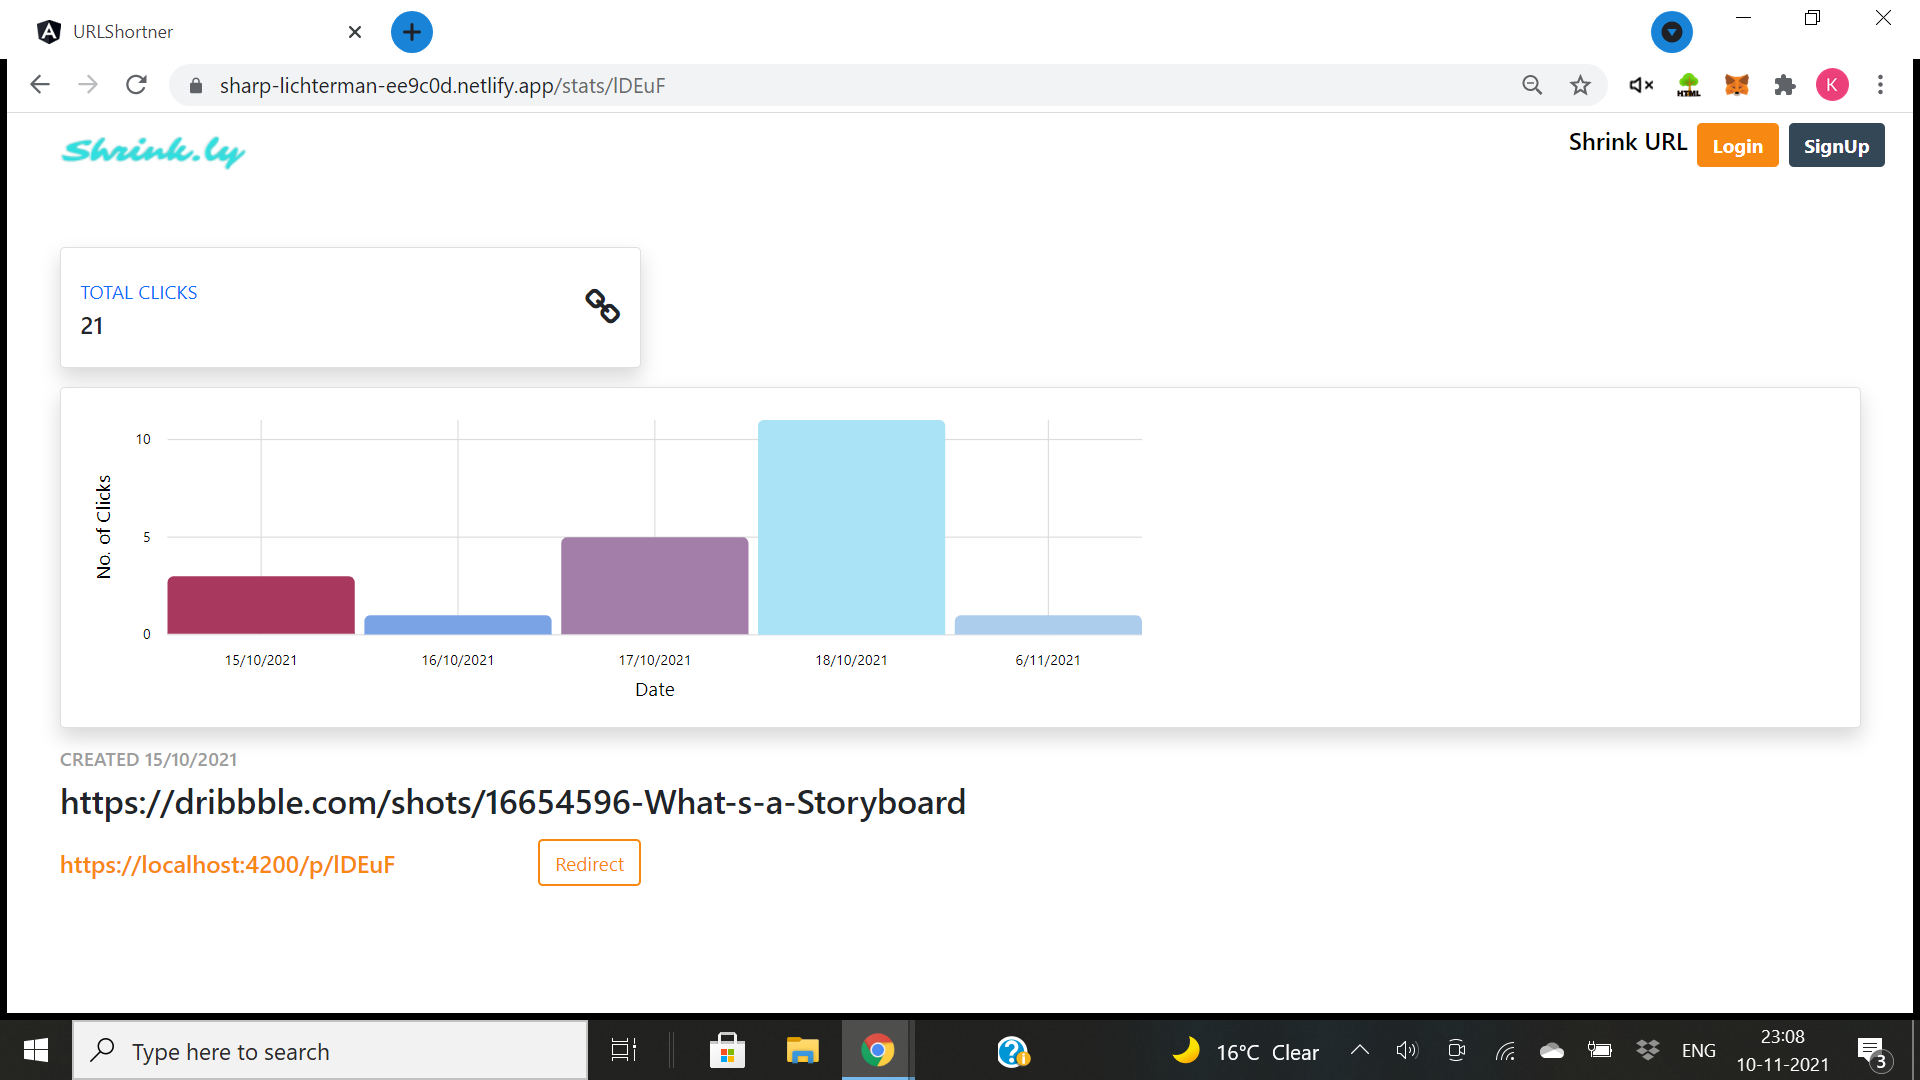 URLShortner
sharp-lichterman-ee9c0d.netlify.app/stats/lDEuF
HTML
K
Shrink.ly
Shrink URL
Login
SignUp
TOTAL CLICKS
21
No. of Clicks
10
5
0
15/10/2021
16/10/2021
17/10/2021
18/10/2021
6/11/2021
Date
CREATED 15/10/2021
https://dribbble.com/shots/16654596-What-s-a-Storyboard
https://localhost:4200/p/lDEuF
Redirect
Type here to search
16°C Clear
ENG
23:08
10-11-2021
3